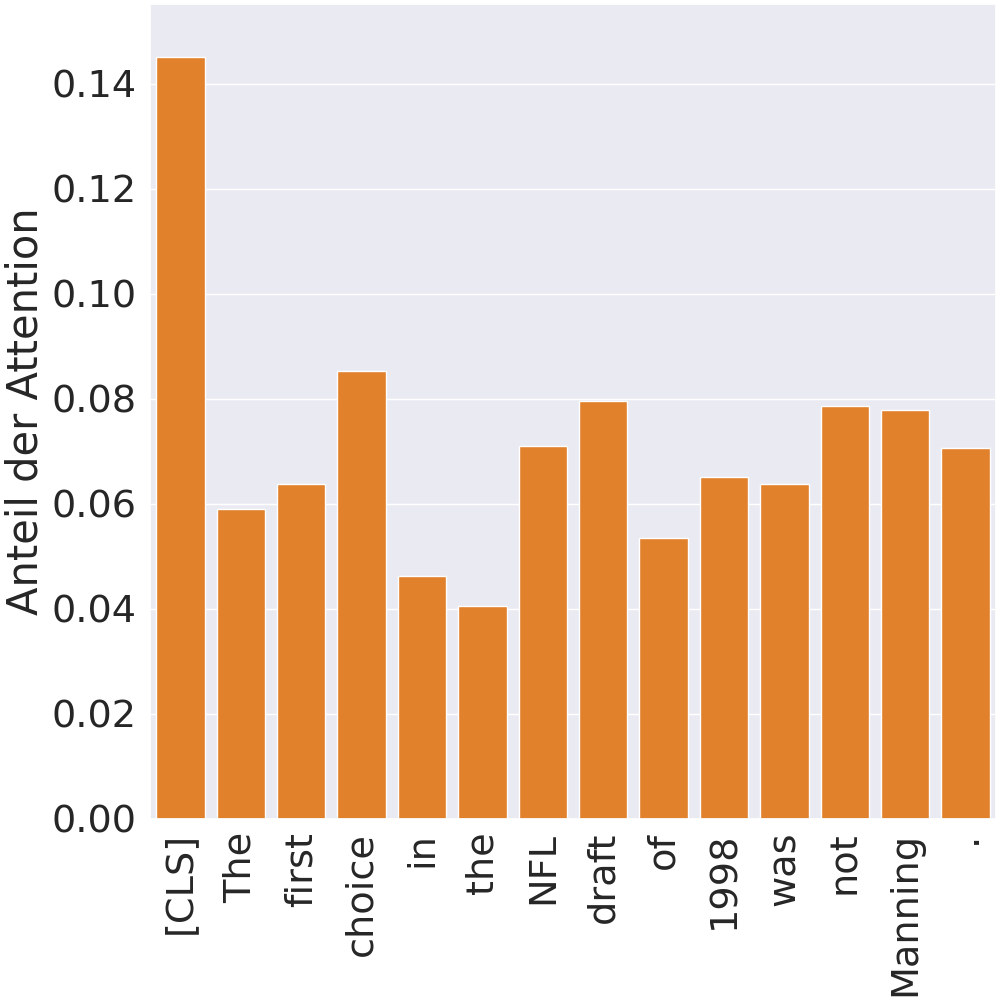 Anteil der Attention
0.14
0.12
0.10
0.08
0.06
0.04
0.02
0.00
[CLS]
The
first
choice
in
the
NFL
draft
of
1998
was
not
Manning
.